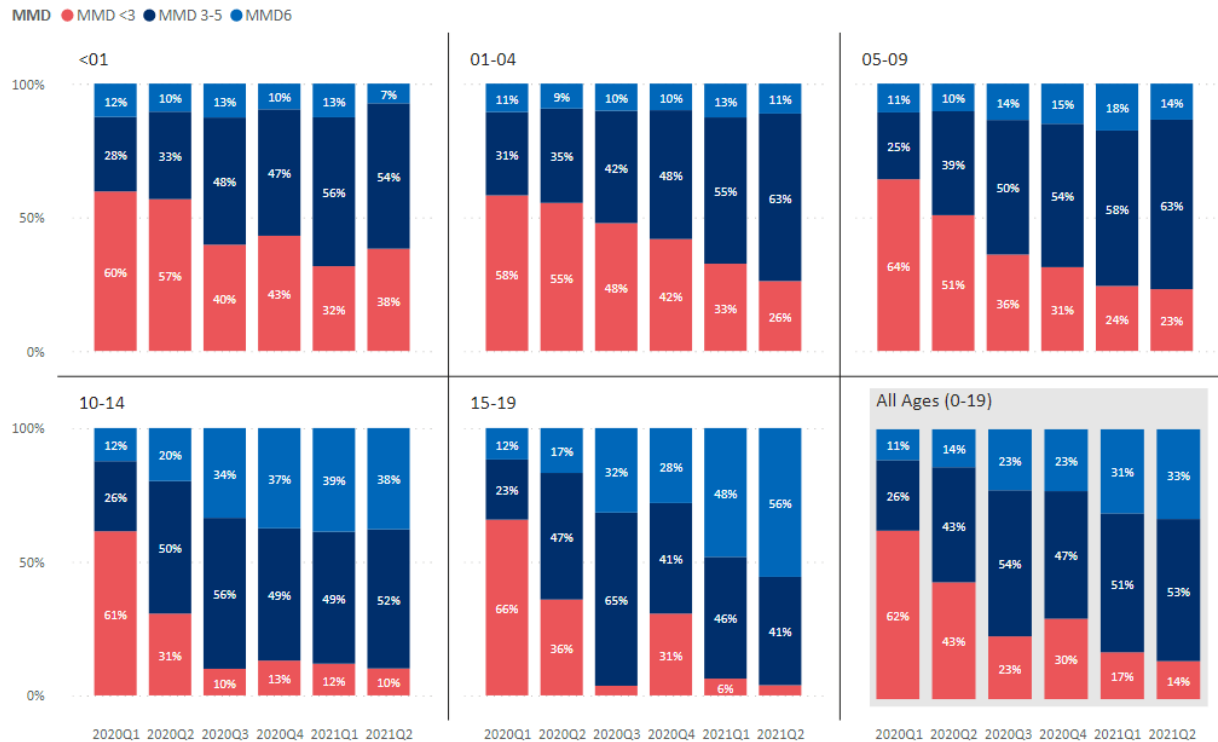 MMD MMD <3 MMD 3-5 MMD6
<01
01-04
05-09
100%
12% 10% 13% 10% 13% 7%
11% 9% 10% 10% 13% 11%
11% 10% 14% 15% 18% 14%
28% 33% 48% 47% 56% 54%
31% 35% 42% 48% 55% 63%
25% 39% 50% 54% 58% 63%
50%
60% 57% 40% 43% 32% 38%
58% 55% 48% 42% 33% 26%
64% 51% 36% 31% 24% 23%
0%
10-14
15-19
All Ages (0-19)
100%
12% 20% 34% 37% 39% 38%
12% 17% 32% 28% 48% 56%
11% 14% 23% 23% 31% 33%
26% 50% 56% 49% 49% 52%
23% 47% 65% 41% 46% 41%
26% 43% 54% 47% 51% 53%
50%
61% 31% 10% 13% 12% 10%
66% 36% 31% 6%
62% 43% 23% 30% 17% 14%
0%
2020Q1 2020Q2 2020Q3 2020Q4 2021Q1 2021Q2
2020Q1 2020Q2 2020Q3 2020Q4 2021Q1 2021Q2
2020Q1 2020Q2 2020Q3 2020Q4 2021Q1 2021Q2